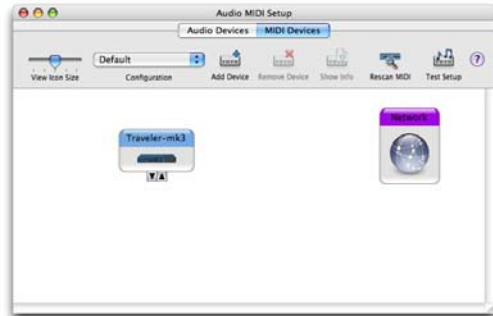 Audio MIDI Setup
Audio Devices MIDI Devices
Default
View Icon Size Configuration Add Device Remove Device Show Info Rescan MIDI Test Setup ?
Traveler-mk3
Network